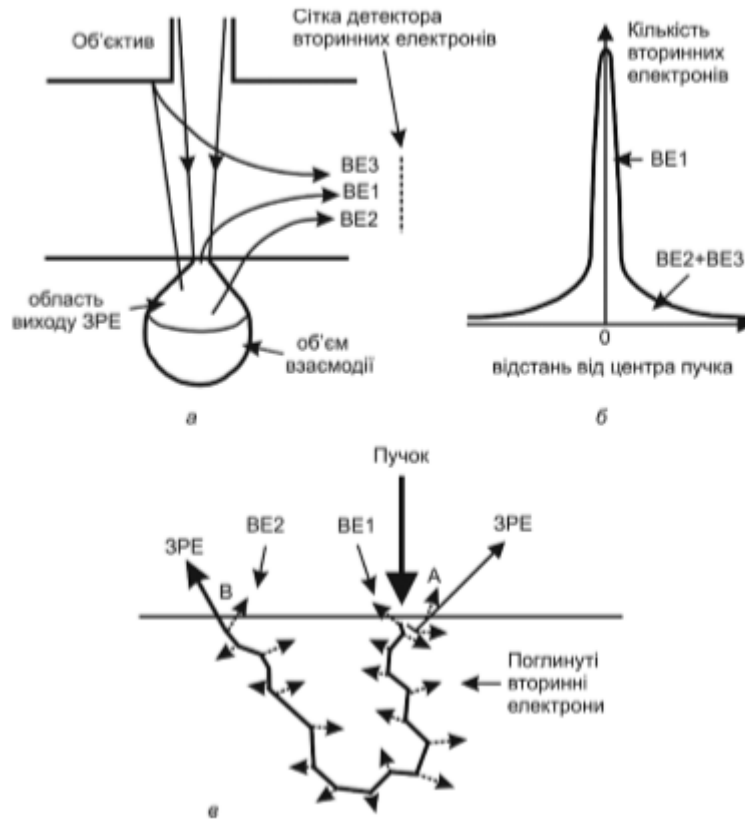 Об'єктив
Сітка детектора
вторинних електронів
ВЕ3
ВЕ1
ВЕ2
область
виходу ЗРЕ
об'єм
взаємодії
а
Кількість
вторинних
електронів
ВЕ1
ВЕ2+ВЕ3
0
відстань від центра пучка
б
Пучок
ЗРЕ
ВЕ2
ВЕ1
ЗРЕ
В
А
Поглинуті
вторинні
електрони
в